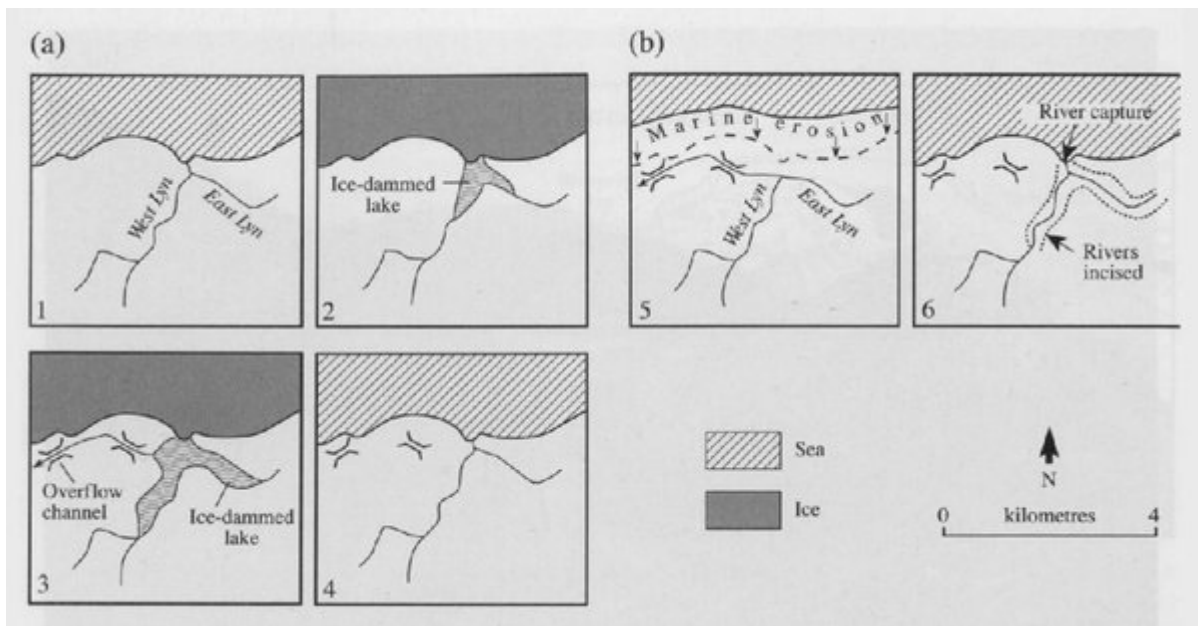 (a)
(b)
West Lyn
East Lyn
1
Ice-dammed
lake
2
Marine erosion
West Lyn
East Lyn
5
River capture
Rivers
incised
6
Overflow
channel
Ice-dammed
lake
3
4
Sea
Ice
N
0 kilometres 4